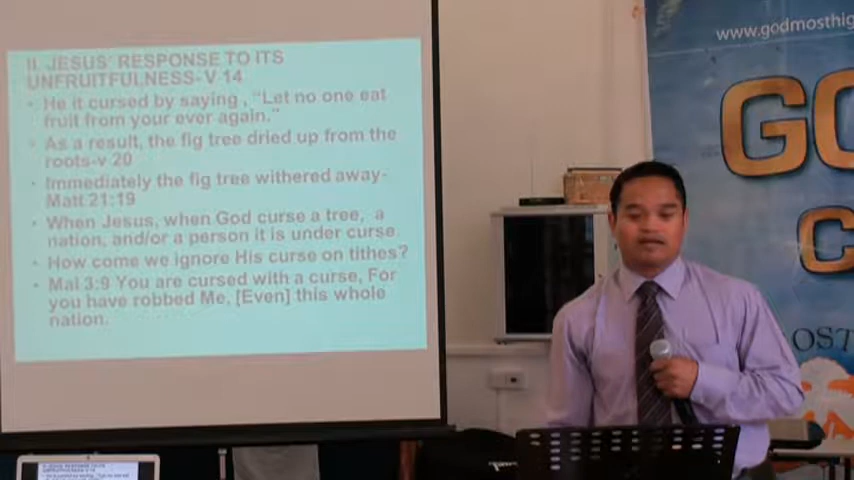 II. JESUS' RESPONSE TO ITS
UNFRUITFULNESS- V 14
• He it cursed by saying , "Let no one eat
fruit from your ever again."
• As a result, the fig tree dried up from the
roots-v 20
• Immediately the fig tree withered away-
Matt 21:19
• When Jesus, when God curse a tree, a
nation, and/or a person it is under curse.
• How come we ignore His curse on tithes?
• Mal 3:9 You are cursed with a curse, For
you have robbed Me, [Even] this whole
nation.
www.godmosthig
GO
C
OST